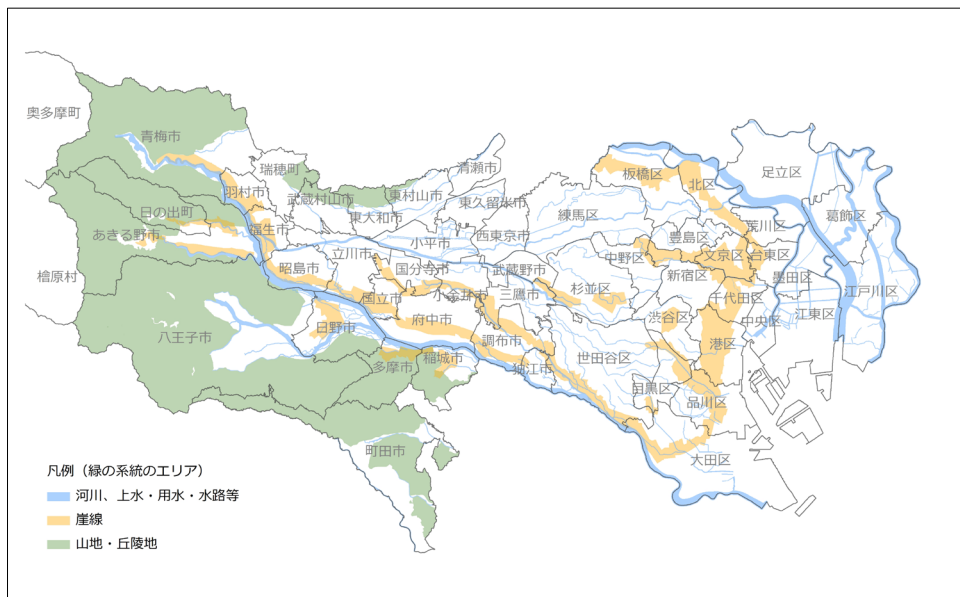 奥多摩町
青梅市
瑞穂町
清瀬市
羽村市
武蔵村山市
東村山市
東大和市
東久留米市
日の出町
あきる野市
福生市
檜原村
立川市
小平市
西東京市
昭島市
国分寺市
武蔵野市
国立市
小金井市
三鷹市
八王子市
日野市
府中市
調布市
多摩市
稲城市
狛江市
町田市
板橋区
北区
足立区
練馬区
豊島区
荒川区
葛飾区
中野区
文京区
台東区
新宿区
墨田区
杉並区
千代田区
江戸川区
渋谷区
中央区
江東区
港区
世田谷区
目黒区
品川区
大田区
凡例(緑の系統のエリア)
河川、上水・用水・水路等
崖線
山地・丘陵地